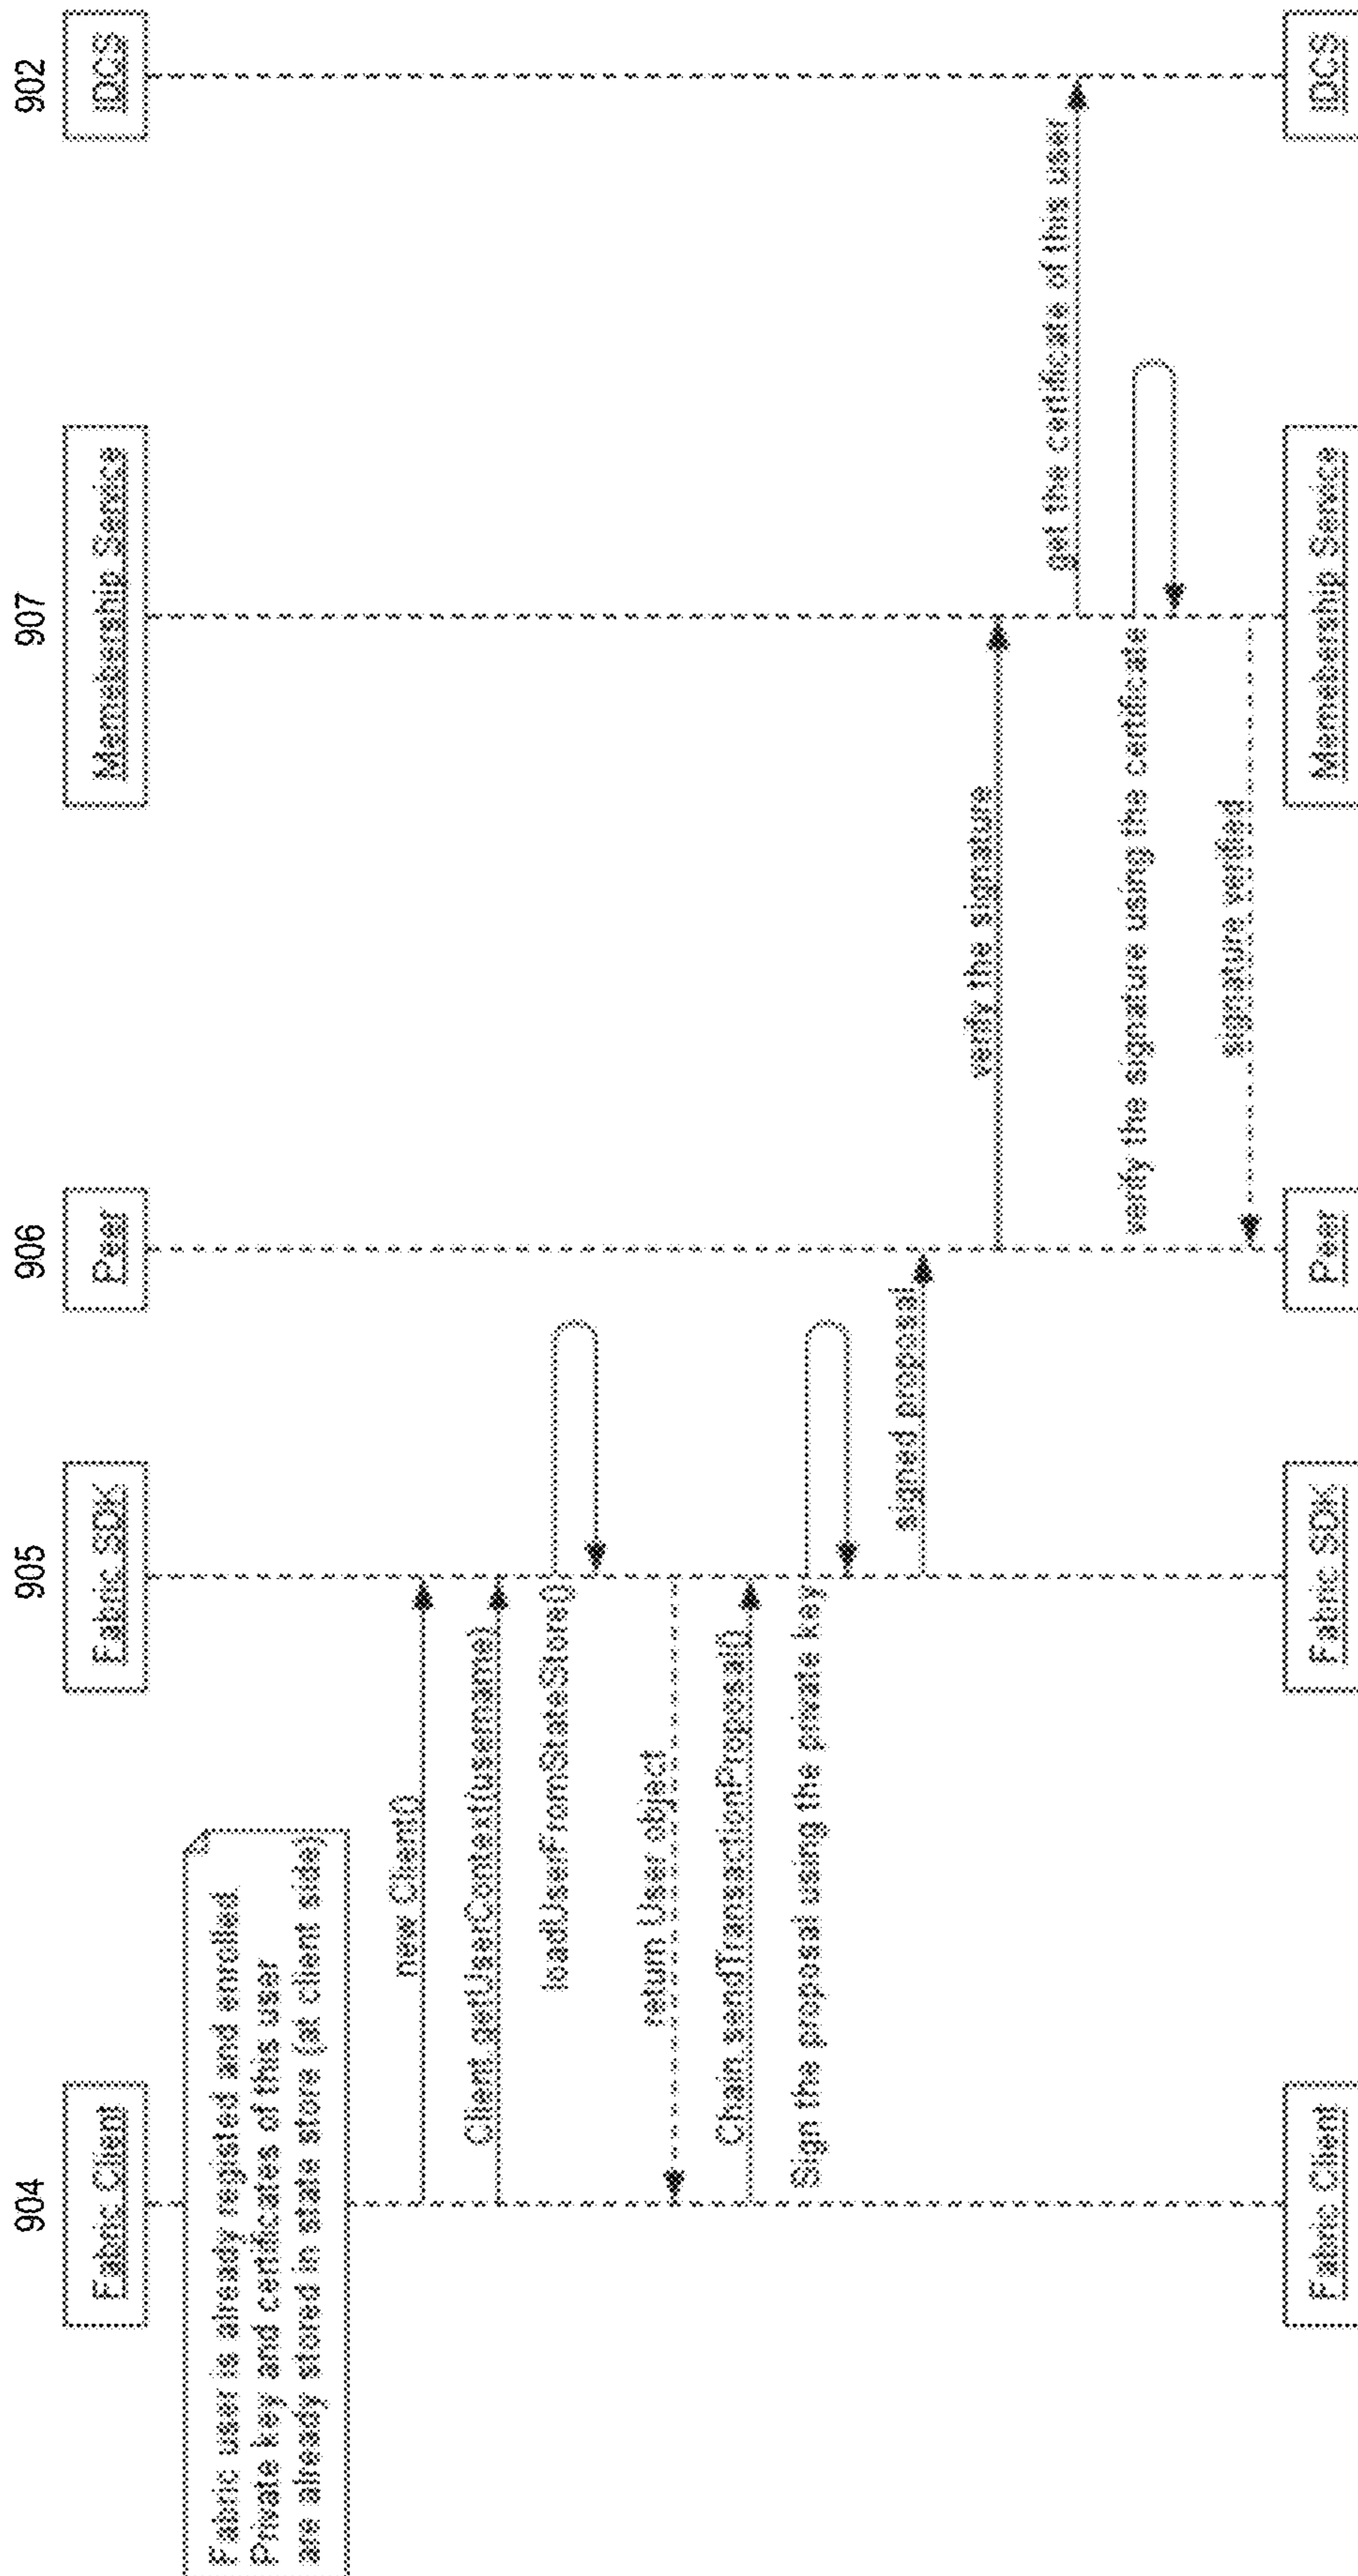 904
905
906
907
902
Fabric Client
Fabric SDK
Peer
Memebership Service
IDCS
Fabric user is already registed and enrolled.
Private key and certificates of this user
are already stored in state store (at client side)
new Client()
Client.getUserContext(username)
loadUserFromStateStore()
return User object
Chain.sendTransactionProposal()
Sign the proposal using the private key
signed proposal
verify the signature
get the certificate of this user
verify the signature using the certificate
signature verified
Fabric Client
Fabric SDK
Peer
Memebership Service
IDCS